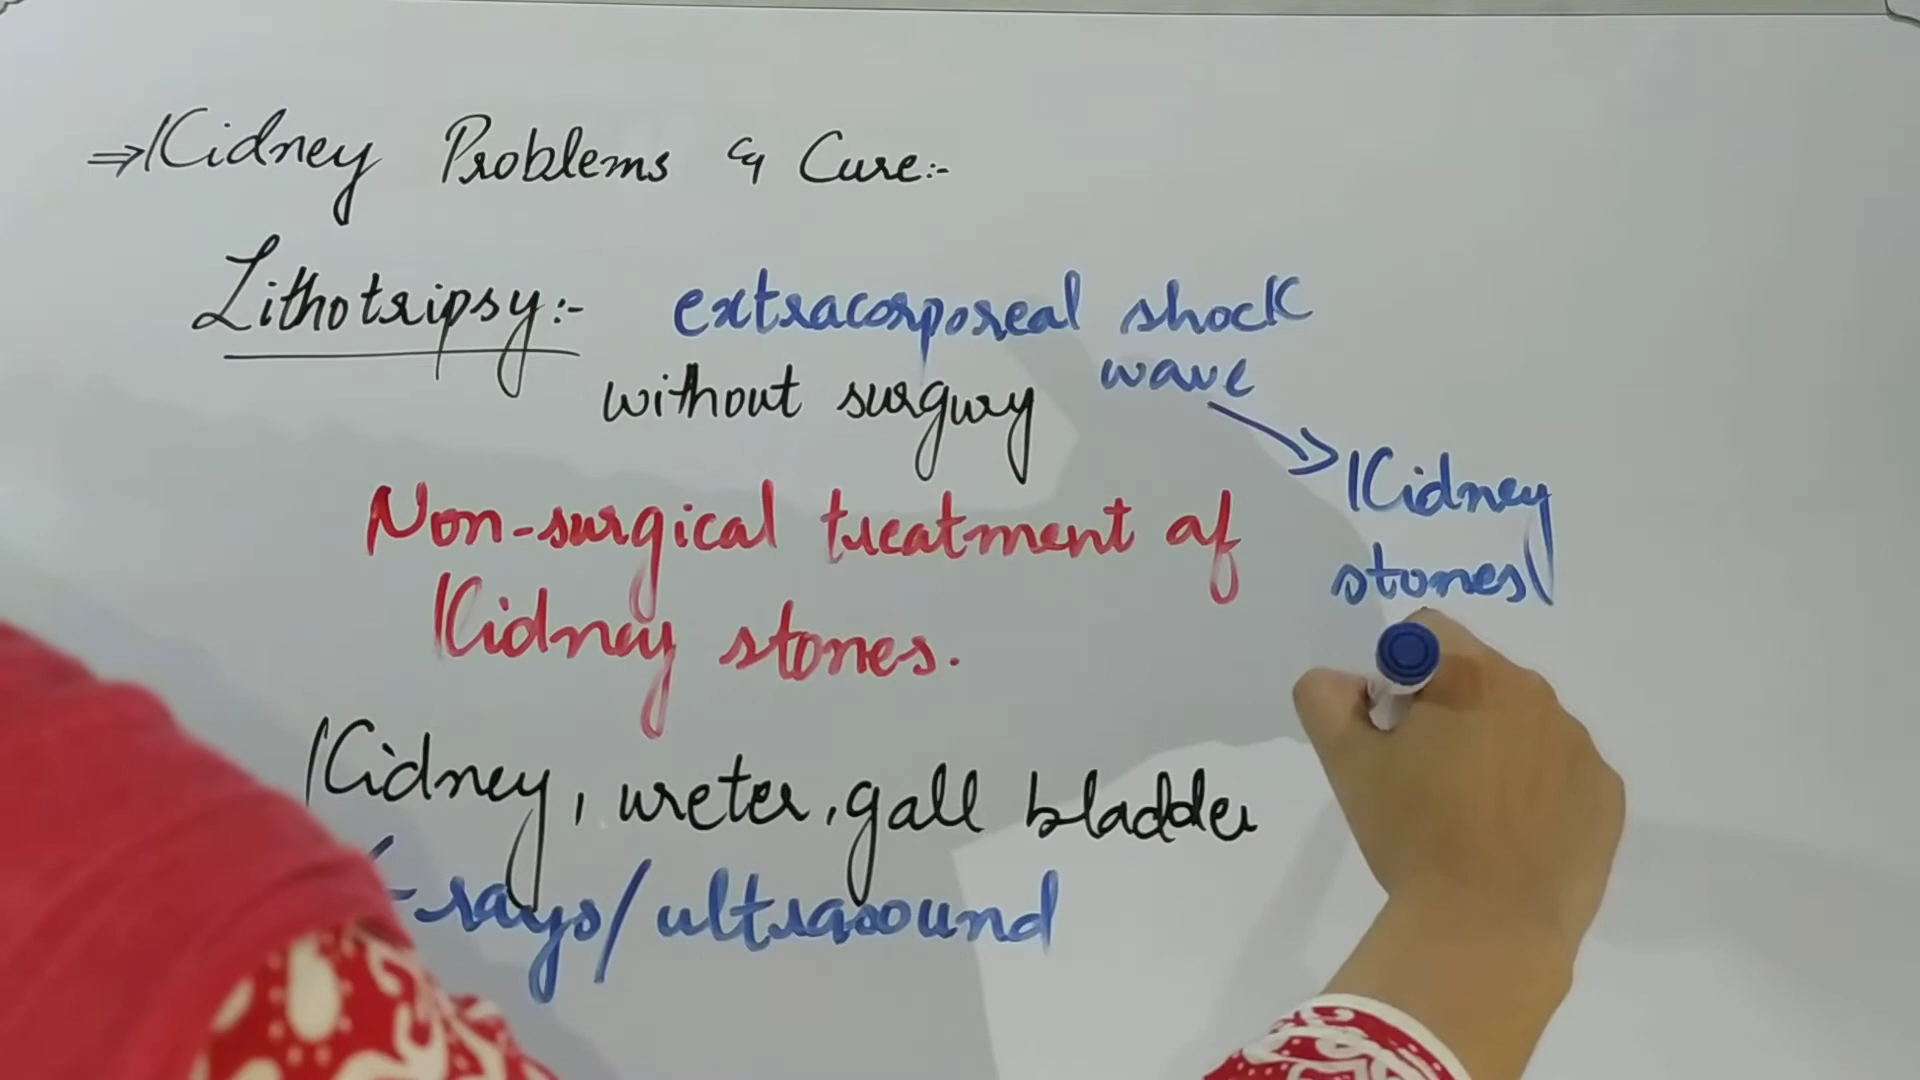 ⇒ Kidney Problems & Cure:-
Lithotripsy:- extracorporeal shock
wave
without surgery
Kidney
stones
Non-surgical treatment of
Kidney stones.
Kidney, ureter, gall bladder
-rays/ultrasound